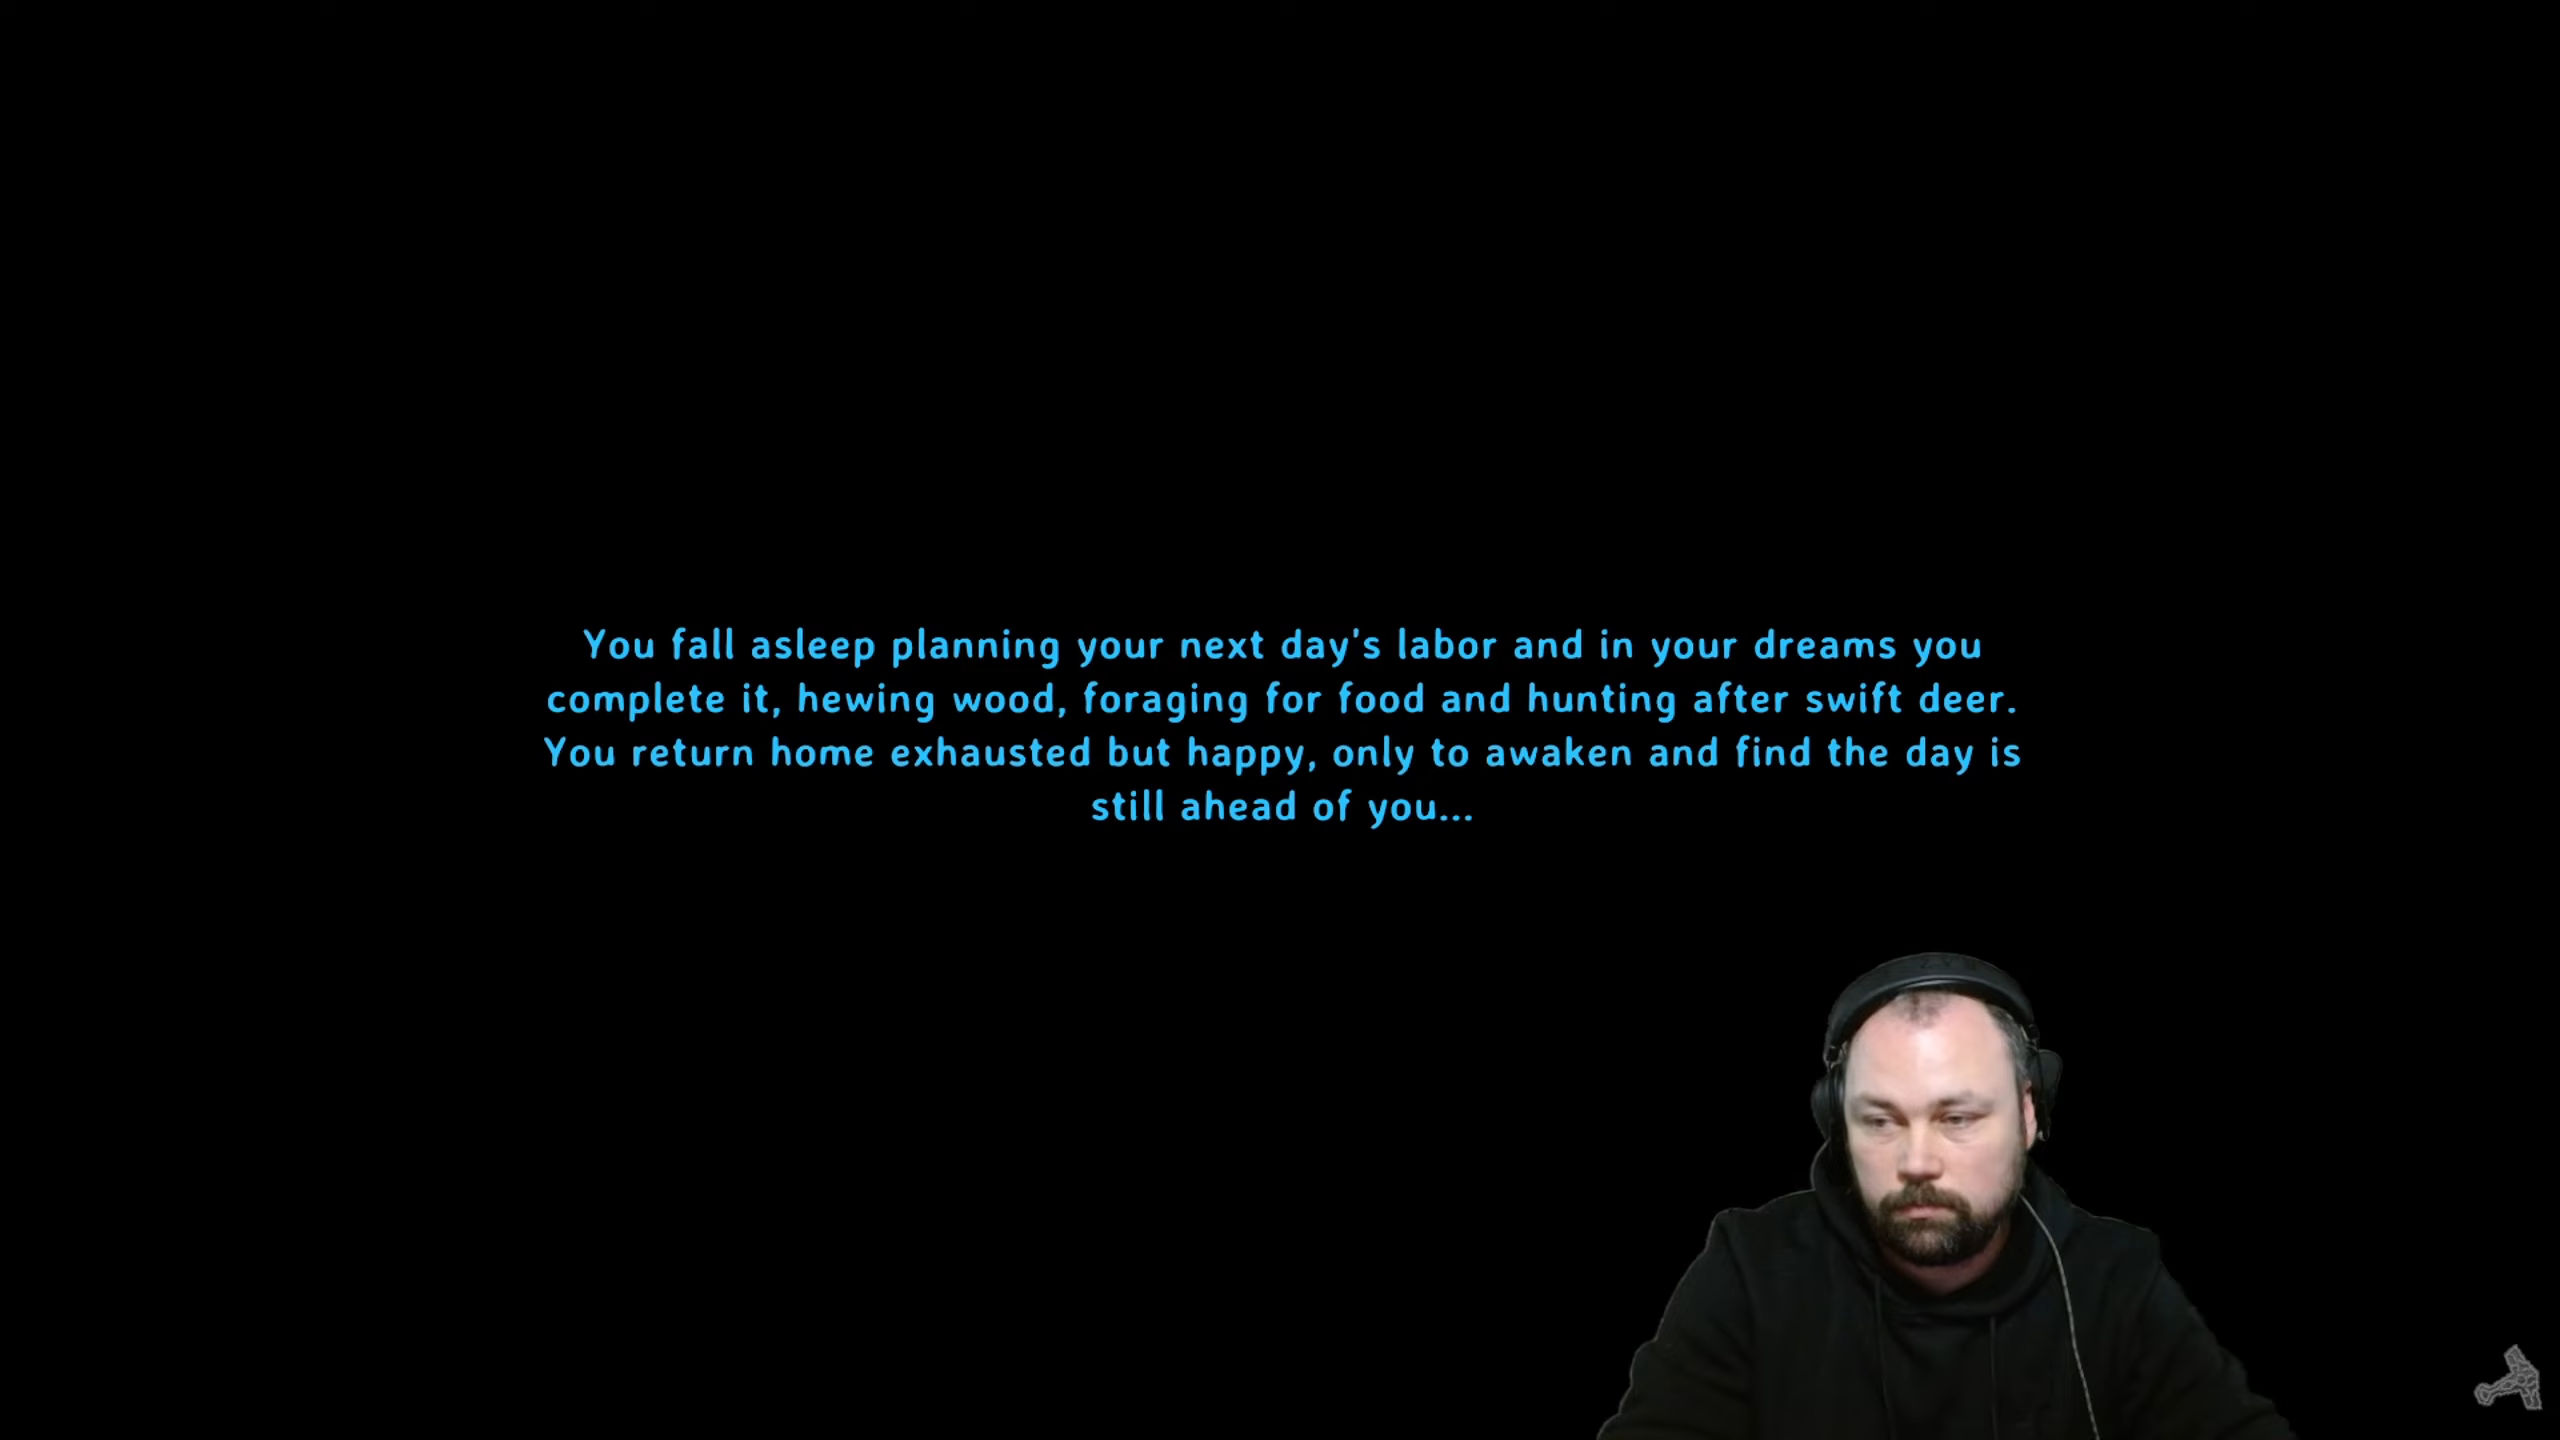 You fall asleep planning your next day's labor and in your dreams you
complete it, hewing wood, foraging for food and hunting after swift deer.
You return home exhausted but happy, only to awaken and find the day is
still ahead of you...